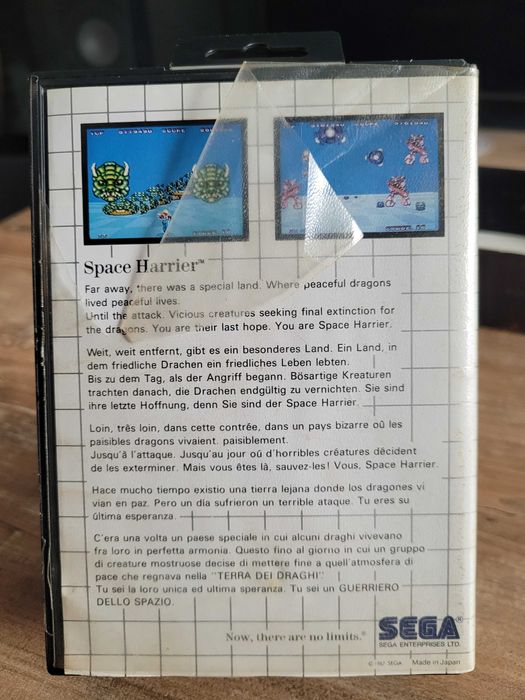 Space Harrier™
Far away, there was a special land. Where peaceful dragons
lived peaceful lives.
Until the attack. Vicious creatures seeking final extinction for
the dragons. You are their last hope. You are Space Harrier.
Weit, weit entfernt, gibt es ein besonderes Land. Ein Land, in
dem friedliche Drachen ein friedliches Leben lebten.
Bis zu dem Tag, als der Angriff begann. Bösartige Kreaturen
trachten danach, die Drachen endgültig zu vernichten. Sie sind
ihre letzte Hoffnung, denn Sie sind der Space Harrier.
Loin, três loin, dans cette contrée, dans un pays bizarre oû les
paisibles dragons vivaient. paisiblement.
Jusqu'à l'attaque. Jusqu'au jour oú d'horribles créatures décident
de les exterminer. Mais vous êtes là, sauvez-les! Vous, Space Harrier.
Hace mucho tiempo existio una tierra lejana donde los dragones vi
vian en paz. Pero un dia sufrieron un terrible ataque. Tu eres su
última esperanza.
C'era una volta un paese speciale in cui alcuni draghi vivevano
fra loro in perfetta armonia. Questo fino al giorno in cui un gruppo
di creature mostruose decise di mettere fine a quell'atmosfera di
pace che regnava nella "TERRA DEI DRAGHI".
Tu sei la loro unica ed ultima speranza. Tu sei un GUERRIERO
DELLO SPAZIO.
Now, there are no limits.®
SEGA®
SEGA ENTERPRISES LTD.
© 1987 SEGA Made in Japan